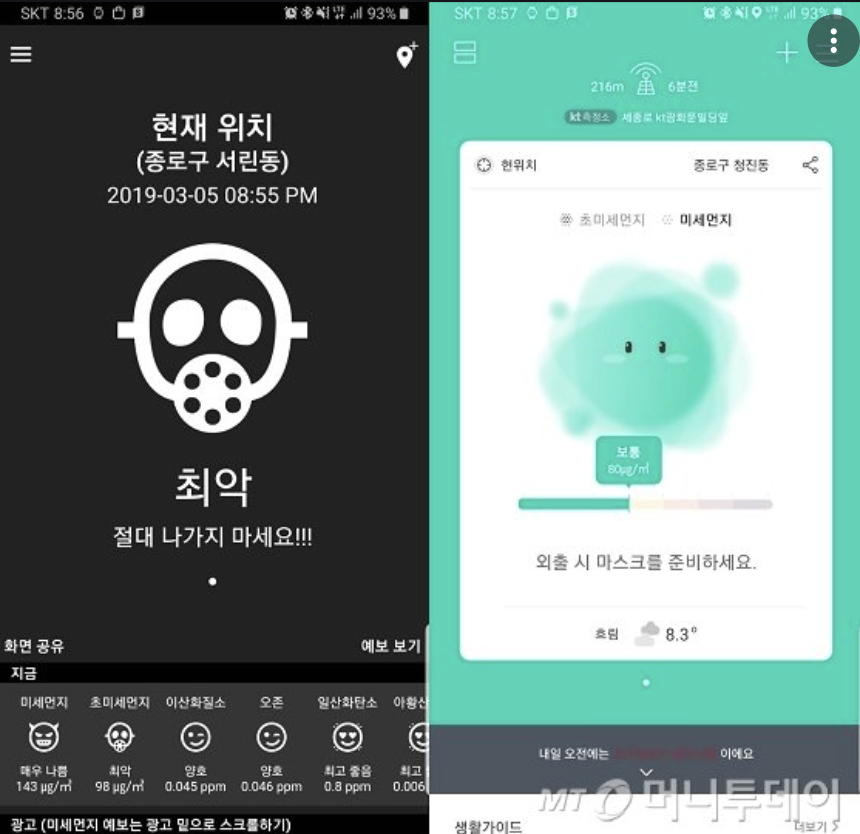 SKT 8:56
93%
현재 위치
(종로구 서린동)
2019-03-05 08:55 PM
최악
절대 나가지 마세요!!!
화면 공유 예보 보기
지금
미세먼지 초미세먼지 이산화질소 오존 일산화탄소 아황산
매우 나쁨 최악 양호 양호 최고 좋음 최고
143 μg/㎥ 98 μg/㎥ 0.045 ppm 0.046 ppm 0.8 ppm 0.006
광고 (미세먼지 예보는 광고 밑으로 스크롤하기)
SKT 8:57
93%
216m 6분전
kt측정소 세종로 kt광화문빌딩앞
현위치 종로구 청진동
초미세먼지 미세먼지
보통
80μg/㎥
외출 시 마스크를 준비하세요.
흐림 8.3°
내일 오전에는 이에요
생활가이드 더보기
MT 머니투데이